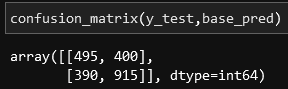 confusion_matrix(y_test,base_pred)
array([[495, 400],
       [390, 915]], dtype=int64)